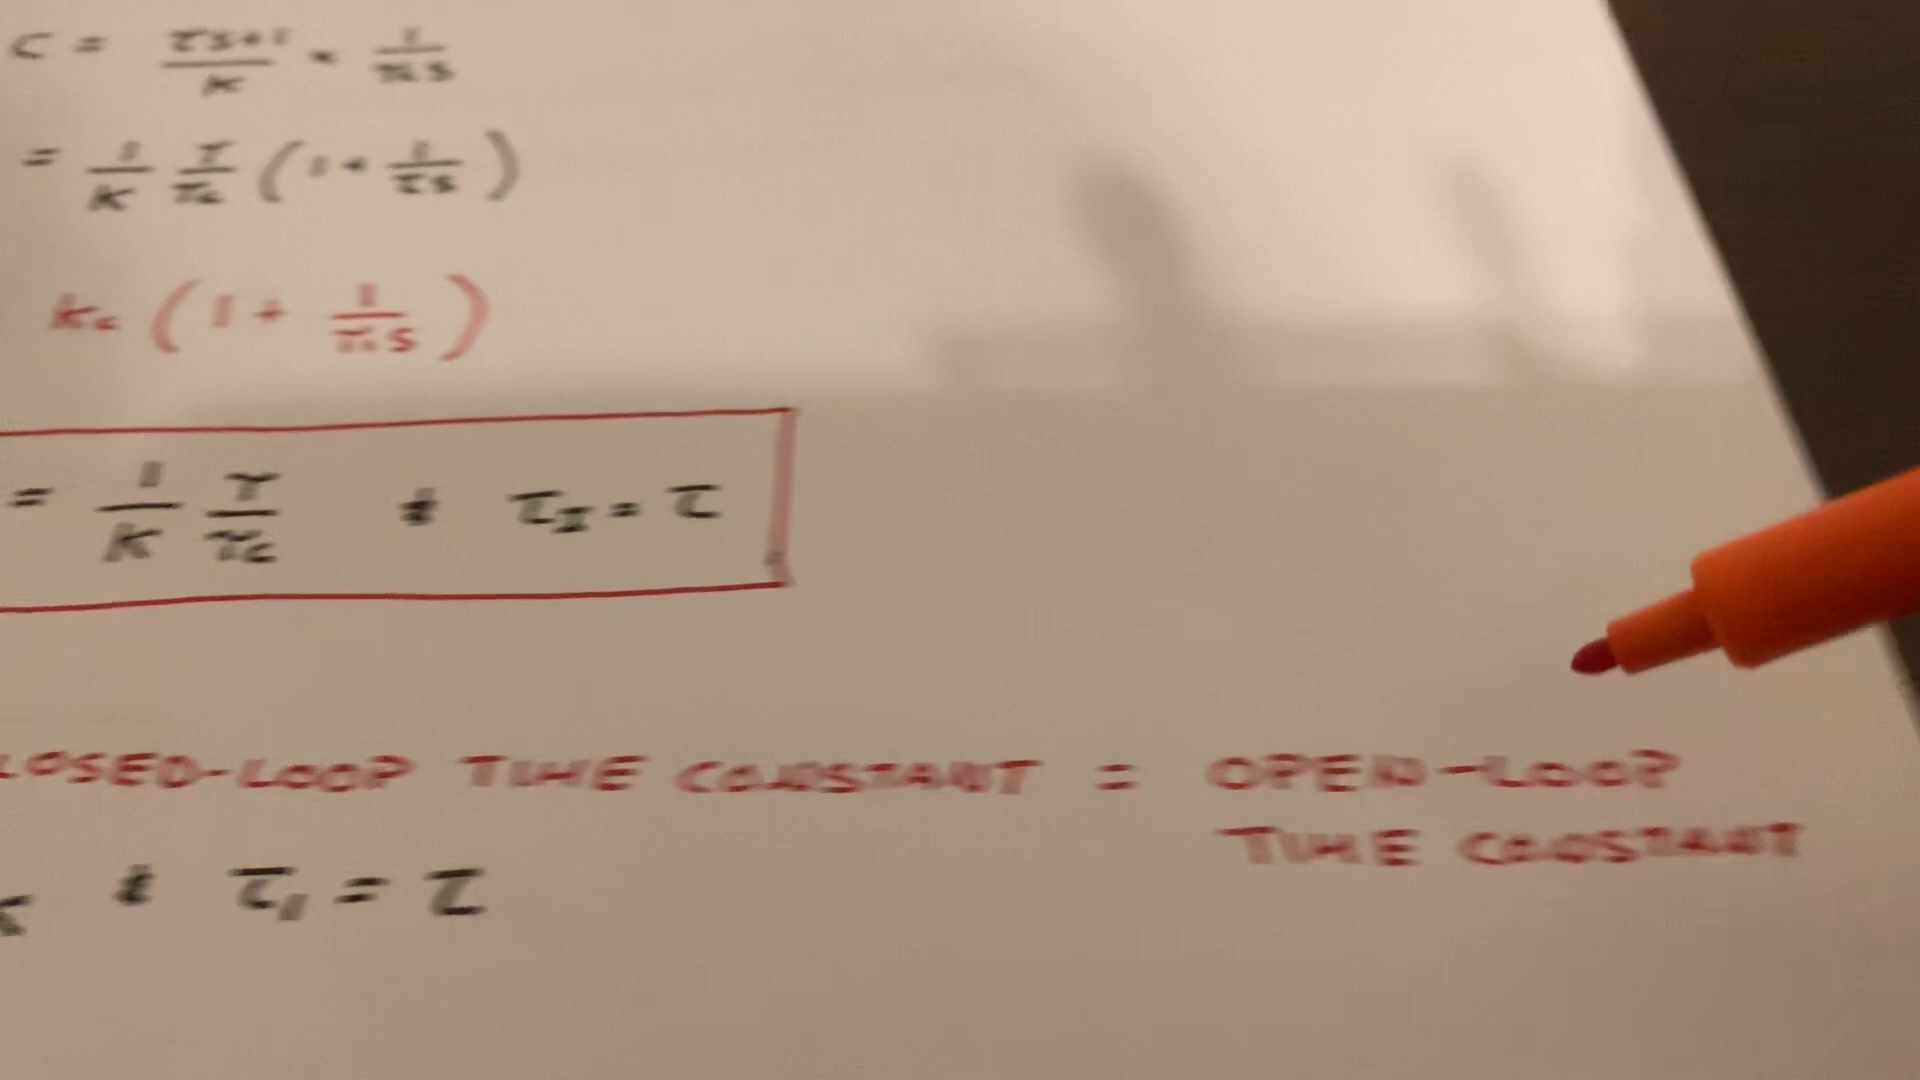 C = τs+1/K · 1/τcs
= 1/K τ/τc (1 + 1/τs)
Kc (1 + 1/τIs)
= 1/K τ/τc & τI = τ
LOSED-LOOP TIME CONSTANT = OPEN-LOOP
TIME CONSTANT
K & τI = τ